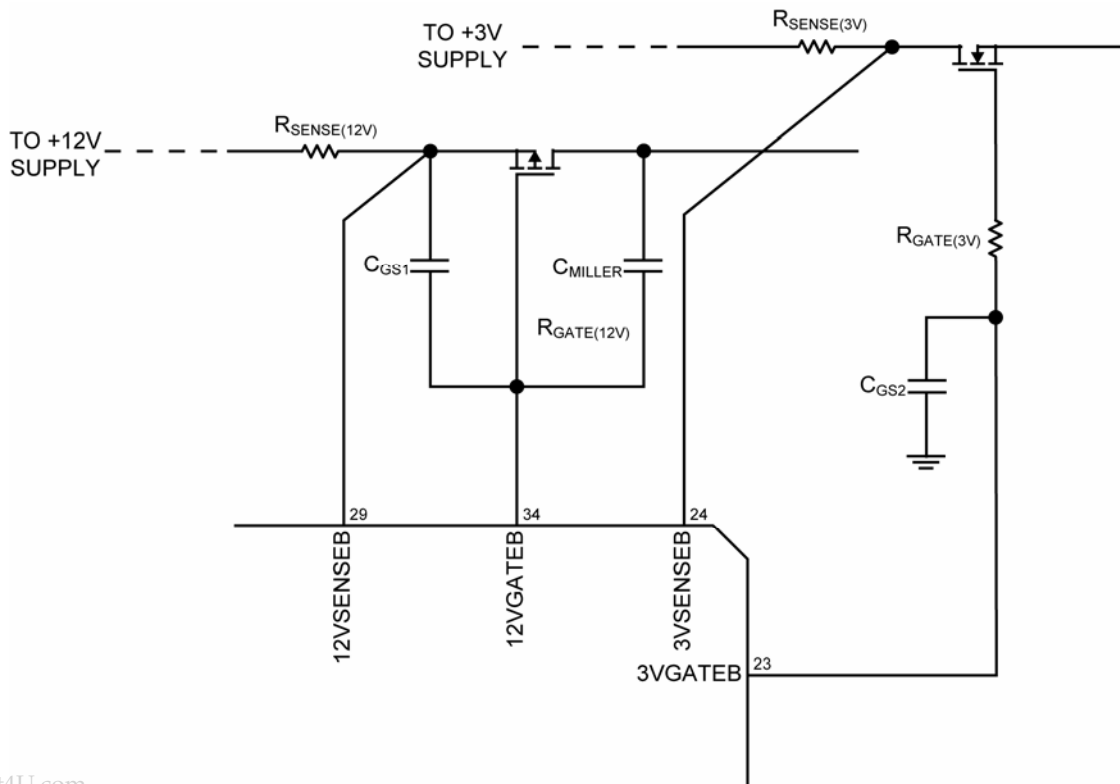 RSENSE(3V)
TO +3V
SUPPLY
RSENSE(12V)
TO +12V
SUPPLY
RGATE(3V)
CGS1
CMILLER
RGATE(12V)
CGS2
29
34
24
12VSENSEB
12VGATEB
3VSENSEB
3VGATEB
23